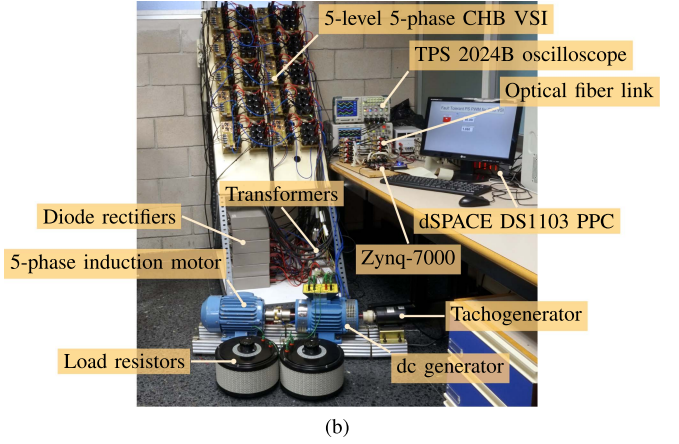 5-level 5-phase CHB VSI
TPS 2024B oscilloscope
Optical fiber link
Transformers
Diode rectifiers
dSPACE DS1103 PPC
5-phase induction motor
Zynq-7000
Tachogenerator
Load resistors
dc generator
(b)